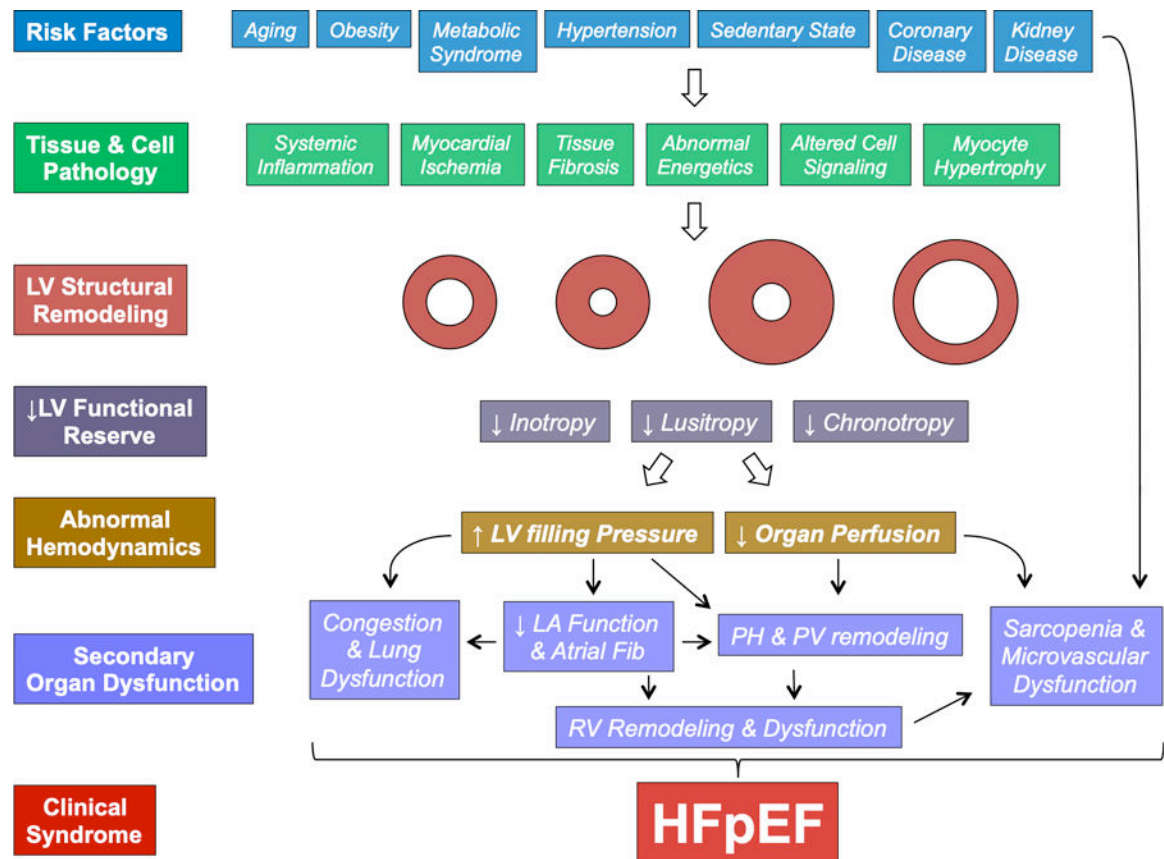 Risk Factors
Aging
Obesity
Metabolic
Syndrome
Hypertension
Sedentary State
Coronary
Disease
Kidney
Disease
Tissue & Cell
Pathology
Systemic
Inflammation
Myocardial
Ischemia
Tissue
Fibrosis
Abnormal
Energetics
Altered Cell
Signaling
Myocyte
Hypertrophy
LV Structural
Remodeling
↓LV Functional
Reserve
↓ Inotropy
↓ Lusitropy
↓ Chronotropy
Abnormal
Hemodynamics
↑ LV filling Pressure
↓ Organ Perfusion
Secondary
Organ Dysfunction
Congestion
& Lung
Dysfunction
↓ LA Function
& Atrial Fib
PH & PV remodeling
Sarcopenia &
Microvascular
Dysfunction
RV Remodeling & Dysfunction
Clinical
Syndrome
HFpEF